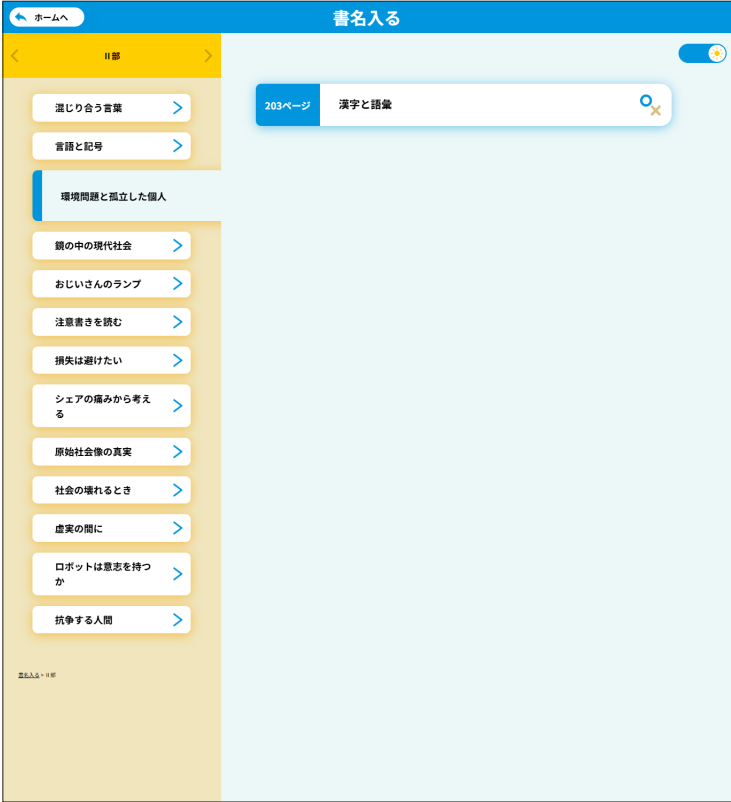 ホームへ
書名入る
II部
混じり合う言葉
言語と記号
環境問題と孤立した個人
鏡の中の現代社会
おじいさんのランプ
注意書きを読む
損失は避けたい
シェアの痛みから考え
る
原始社会像の真実
社会の壊れるとき
虚実の間に
ロボットは意志を持つ
か
抗争する人間
書名入る > II部
203ページ
漢字と語彙